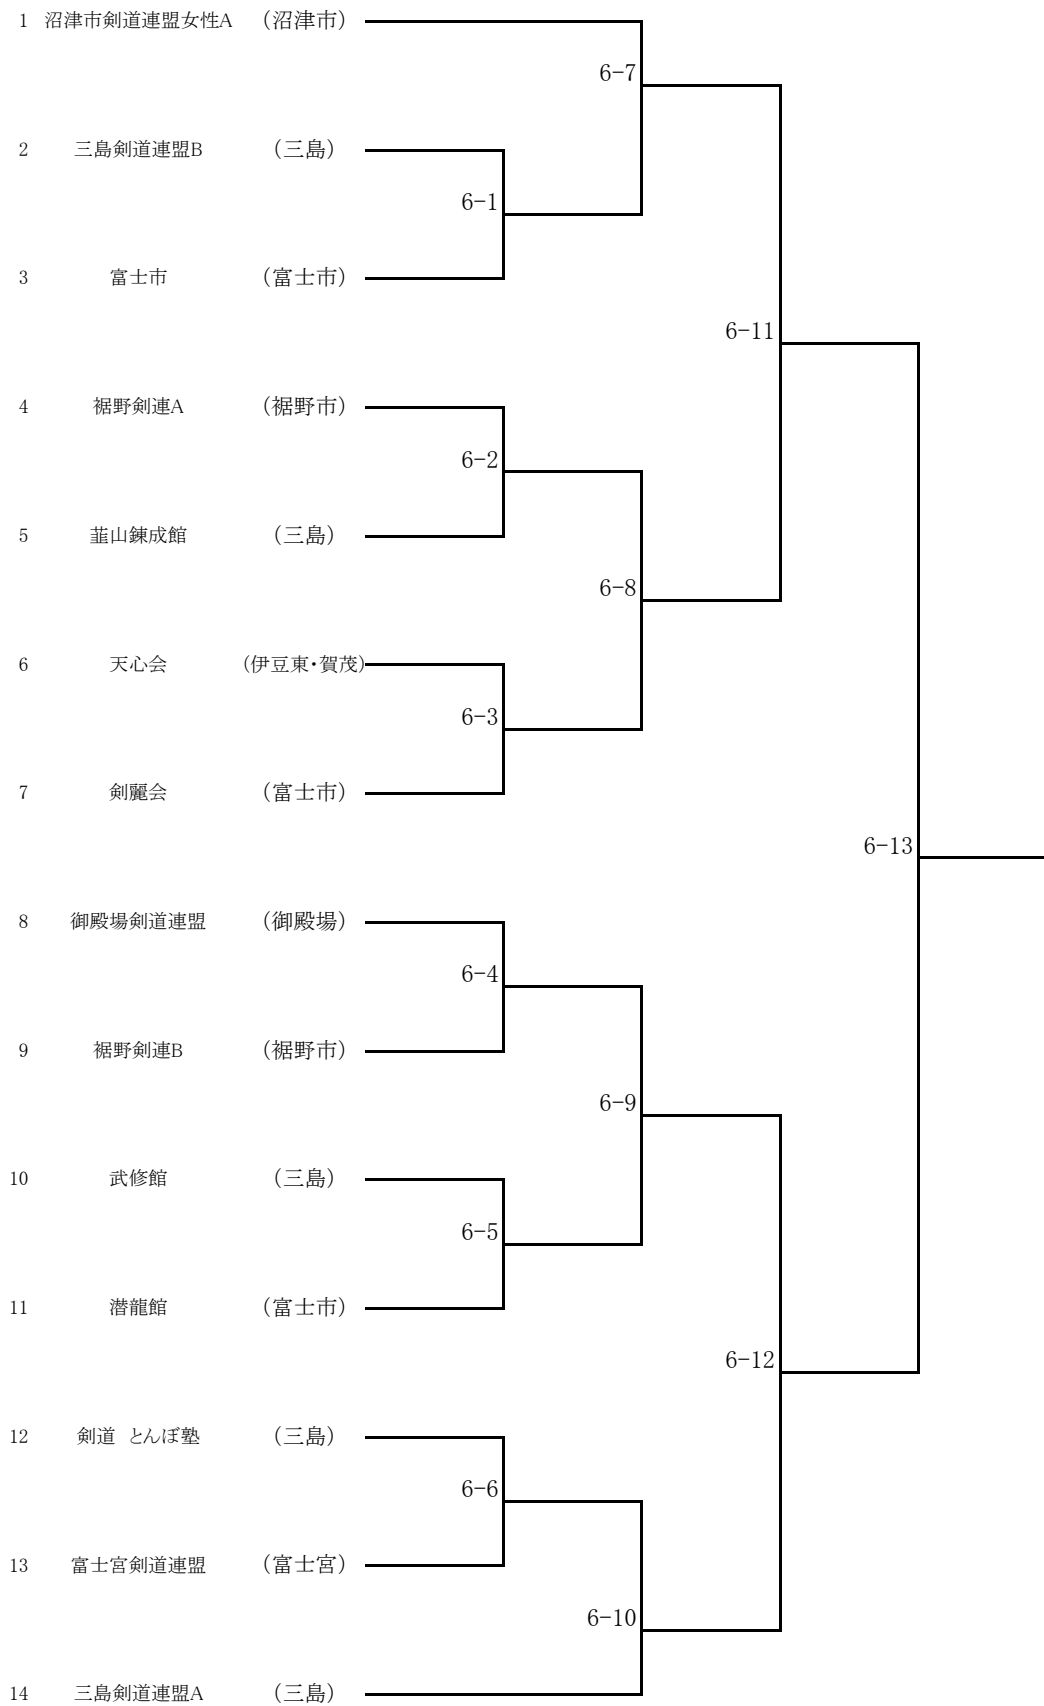 1 沼津市剣道連盟女性A （沼津市）
6-7
2 三島剣道連盟B （三島）
6-1
3 富士市 （富士市）
6-11
4 裾野剣連A （裾野市）
6-2
5 韮山錬成館 （三島）
6-8
6 天心会 （伊豆東・賀茂）
6-3
7 剣麗会 （富士市）
6-13
8 御殿場剣道連盟 （御殿場）
6-4
9 裾野剣連B （裾野市）
6-9
10 武修館 （三島）
6-5
11 潜龍館 （富士市）
6-12
12 剣道　とんぼ塾 （三島）
6-6
13 富士宮剣道連盟 （富士宮）
6-10
14 三島剣道連盟A （三島）